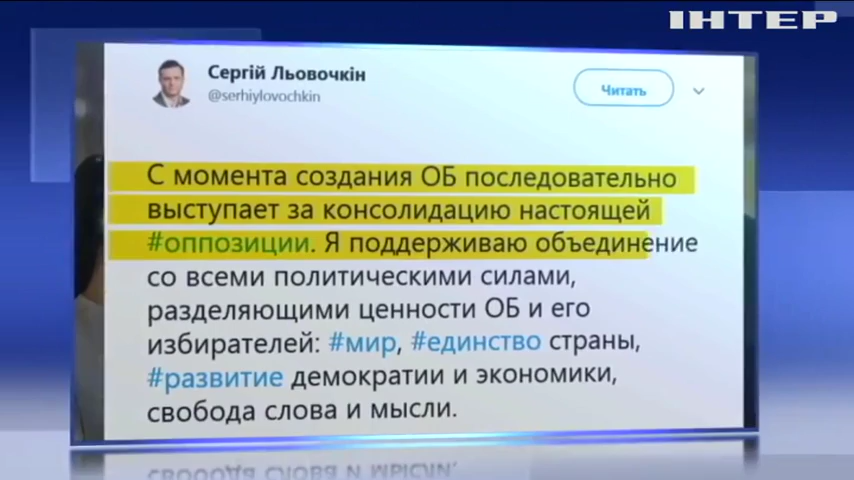 ІНТЕР
Сергій Льовочкін
@serhiylovochkin
Читать
С момента создания ОБ последовательно
выступает за консолидацию настоящей
#оппозиции. Я поддерживаю объединение
со всеми политическими силами,
разделяющими ценности ОБ и его
избирателей: #мир, #единство страны,
#развитие демократии и экономики,
свобода слова и мысли.